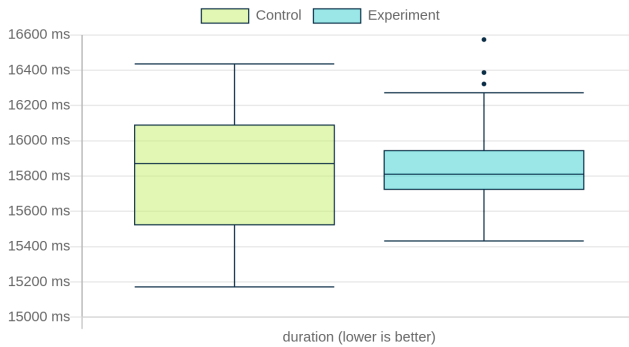 Control Experiment
16600 ms
16400 ms
16200 ms
16000 ms
15800 ms
15600 ms
15400 ms
15200 ms
15000 ms
duration (lower is better)